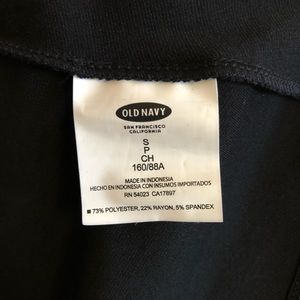 OLD NAVY
SAN FRANCISCO
CALIFORNIA
S
P
CH
160/88A
MADE IN INDONESIA
HECHO EN INDONESIA CON INSUMOS IMPORTADOS
RN 54023 CA17897
73% POLYESTER, 22% RAYON, 5% SPANDEX